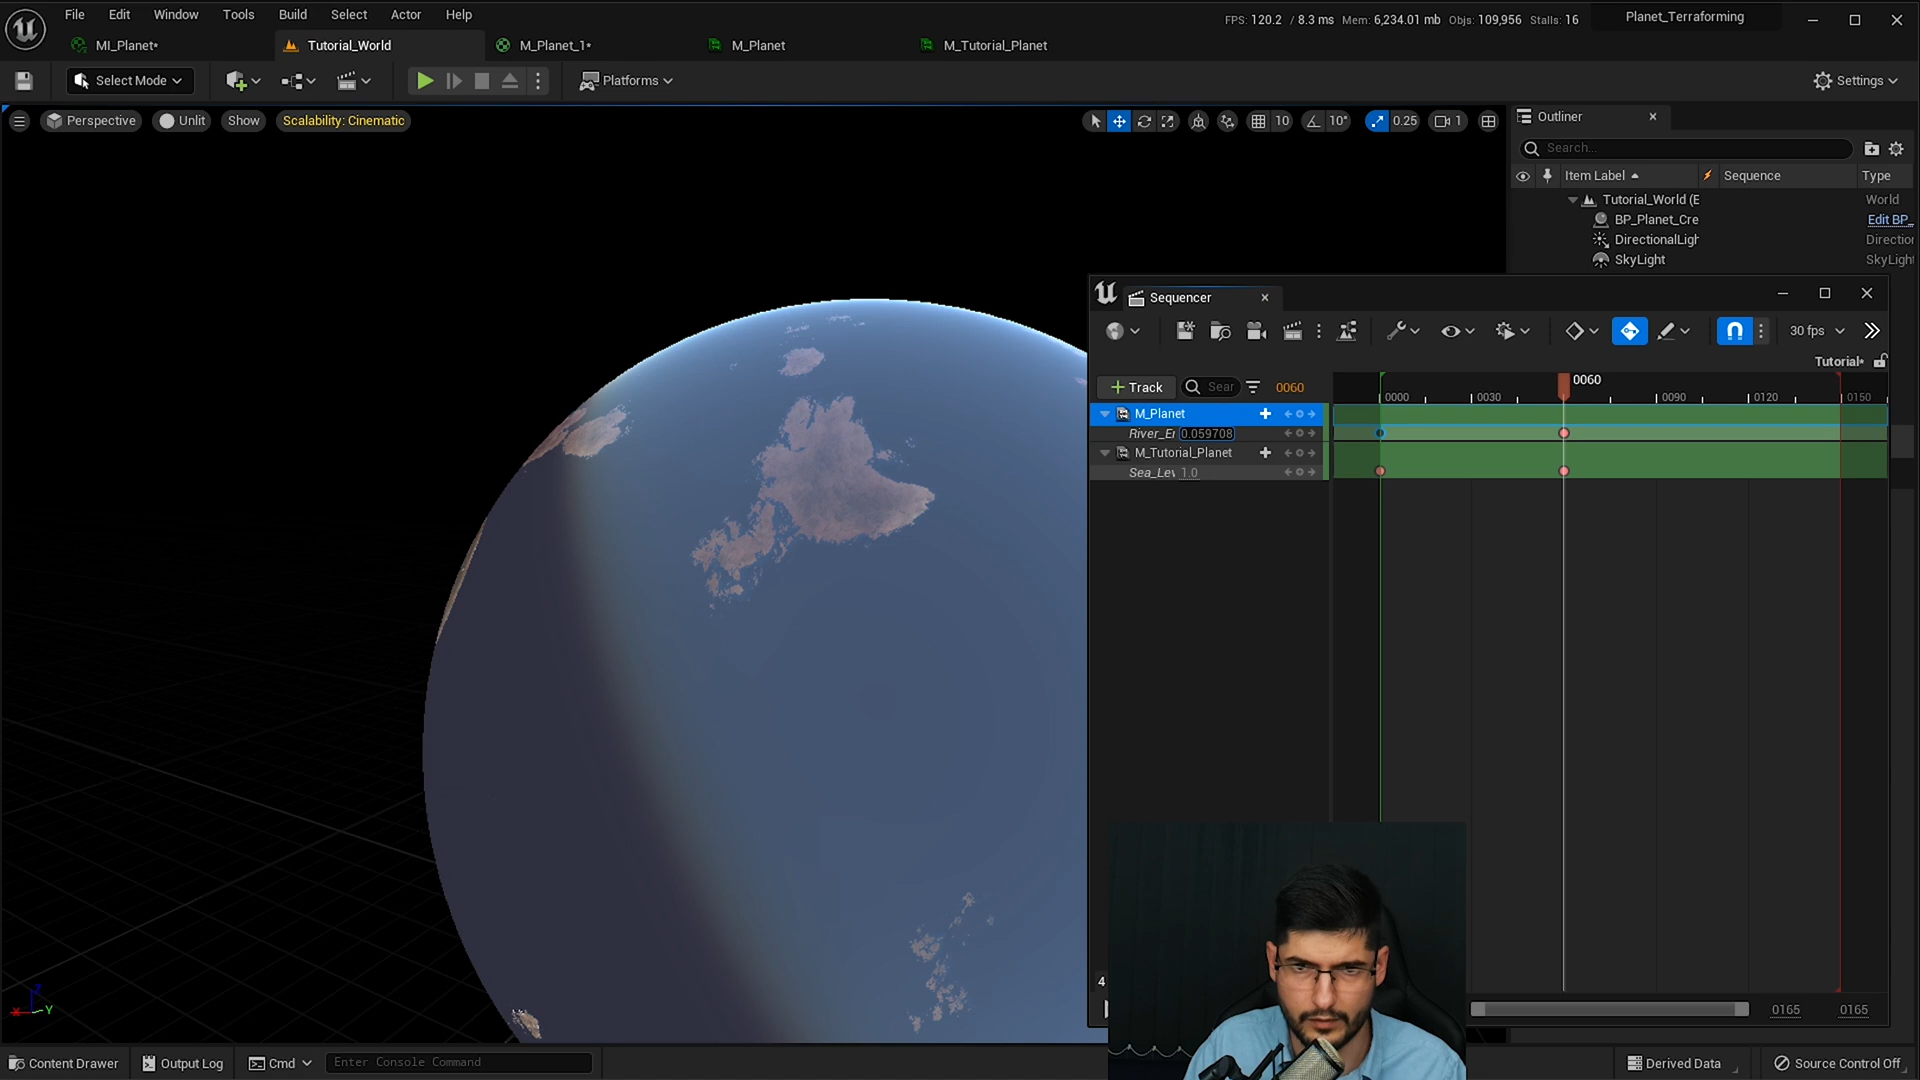 File Edit Window Tools Build Select Actor Help
FPS: 120.2 / 8.3 ms Mem: 6,234.01 mb Objs: 109,956 Stalls: 16
Planet_Terraforming
MI_Planet*
Tutorial_World
M_Planet_1*
M_Planet
M_Tutorial_Planet
Select Mode
Platforms
Settings
Perspective
Unlit
Show
Scalability: Cinematic
10
10°
0.25
1
Outliner
Search...
Item Label
Sequence
Type
Tutorial_World (E
World
BP_Planet_Cre
Edit BP_
DirectionalLigh
Directior
SkyLight
SkyLight
Sequencer
30 fps
Tutorial*
Track
Sear
0060
0060
0000 0030 0090 0120 0150
M_Planet
River_Er 0.059708
M_Tutorial_Planet
Sea_Lev 1.0
4
0165 0165
Z
X Y
Content Drawer
Output Log
Cmd
Enter Console Command
Derived Data
Source Control Off